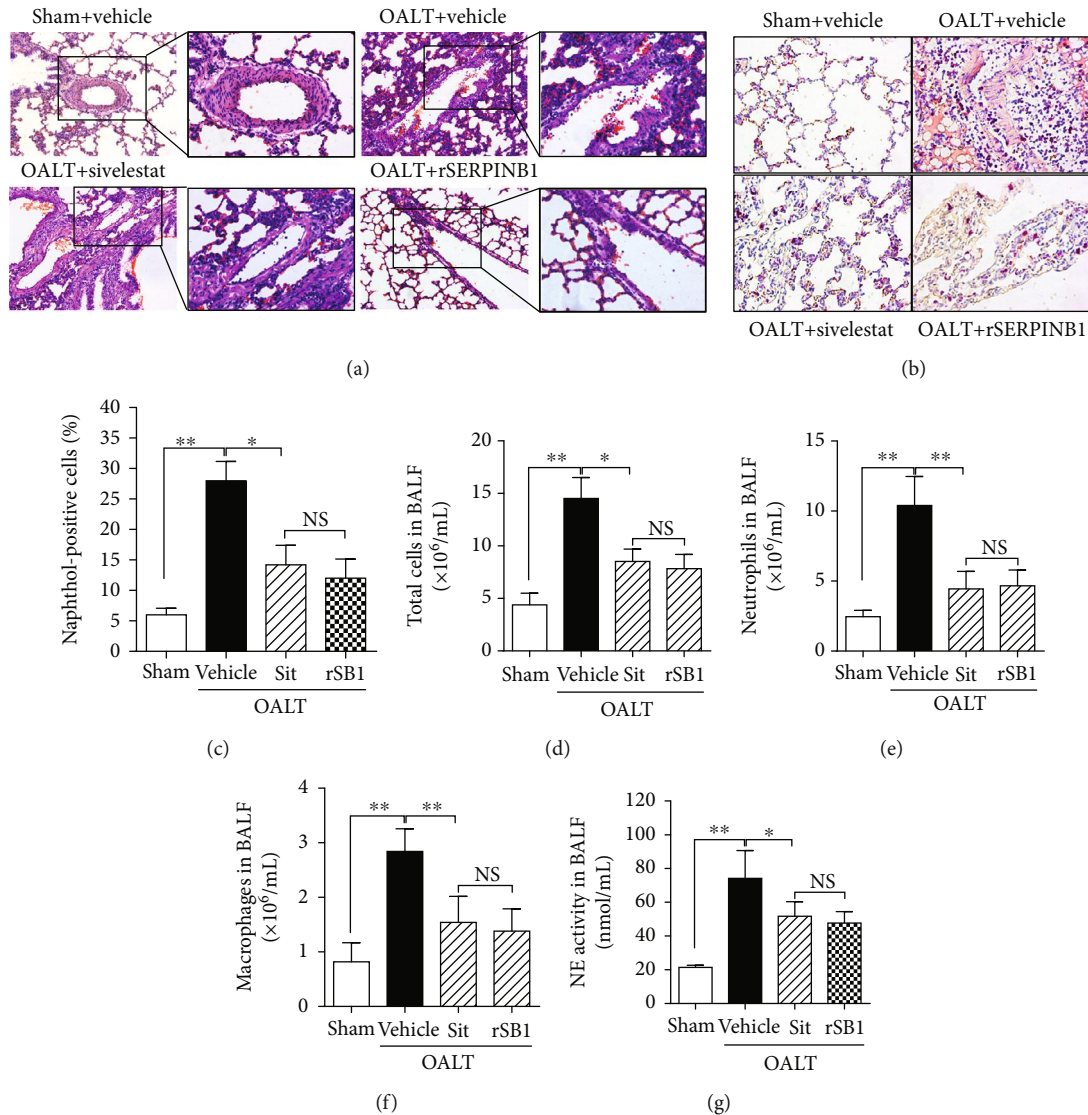 Sham+vehicle
OALT+vehicle
OALT+sivelestat
OALT+rSERPINB1
(a)
Sham+vehicle
OALT+vehicle
OALT+sivelestat
OALT+rSERPINB1
(b)
Naphthol-positive cells (%)
40
35
30
25
20
15
10
5
0
**
*
NS
Sham
Vehicle
Sit
rSB1
OALT
(c)
Total cells in BALF
(×10⁶/mL)
20
15
10
5
0
**
*
NS
Sham
Vehicle
Sit
rSB1
OALT
(d)
Neutrophils in BALF
(×10⁶/mL)
15
10
5
0
**
**
NS
Sham
Vehicle
Sit
rSB1
OALT
(e)
Macrophages in BALF
(×10⁶/mL)
4
3
2
1
0
**
**
NS
Sham
Vehicle
Sit
rSB1
OALT
(f)
NE activity in BALF
(nmol/mL)
120
100
80
60
40
20
0
**
*
NS
Sham
Vehicle
Sit
rSB1
OALT
(g)